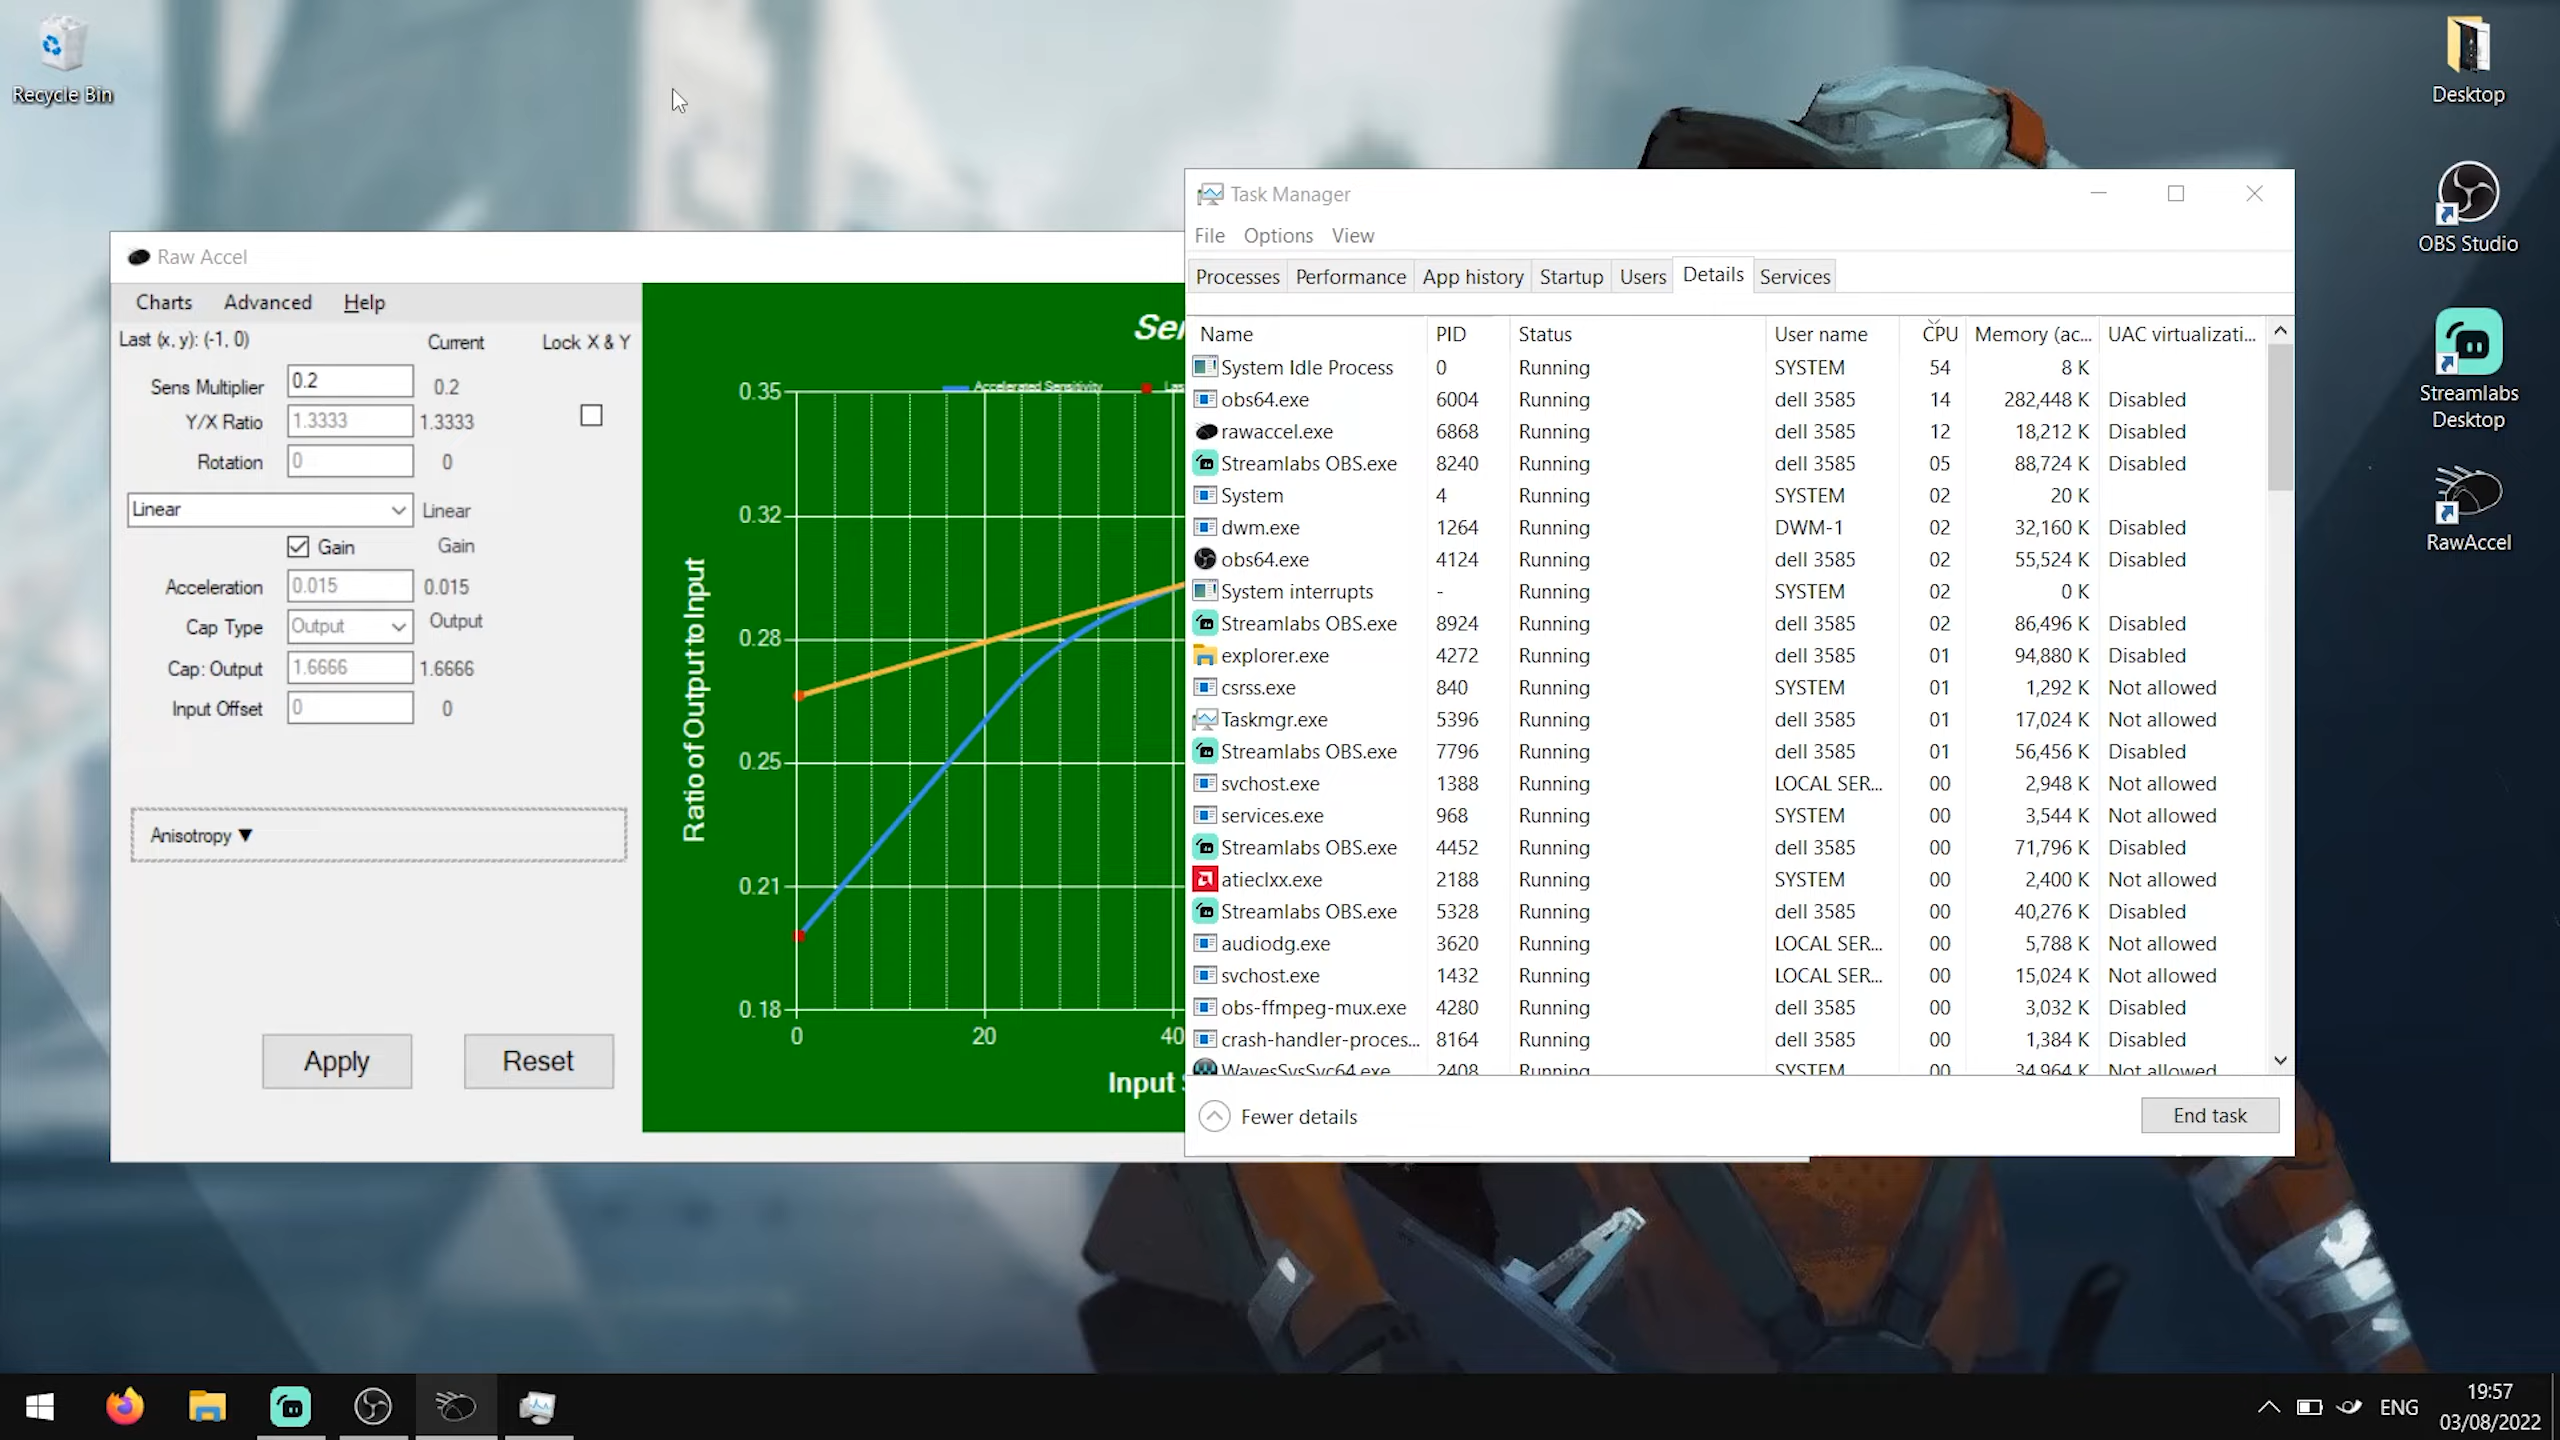 Recycle Bin
Desktop
OBS Studio
Streamlabs
Desktop
RawAccel
Raw Accel
Charts Advanced Help
Last (x, y): (-1, 0)
Current
Lock X & Y
Sens Multiplier 0.2 0.2
Y/X Ratio 1.3333 1.3333
Rotation 0 0
Linear Linear
Gain Gain
Acceleration 0.015 0.015
Cap Type Output Output
Cap: Output 1.6666 1.6666
Input Offset 0 0
Anisotropy ▼
Apply Reset
Accelerated Sensitivity
Ratio of Output to Input
0.35
0.32
0.28
0.25
0.21
0.18
0 20 40
Input
Task Manager
File Options View
Processes Performance App history Startup Users Details Services
Name PID Status User name CPU Memory (ac... UAC virtualizati...
System Idle Process 0 Running SYSTEM 54 8 K
obs64.exe 6004 Running dell 3585 14 282,448 K Disabled
rawaccel.exe 6868 Running dell 3585 12 18,212 K Disabled
Streamlabs OBS.exe 8240 Running dell 3585 05 88,724 K Disabled
System 4 Running SYSTEM 02 20 K
dwm.exe 1264 Running DWM-1 02 32,160 K Disabled
obs64.exe 4124 Running dell 3585 02 55,524 K Disabled
System interrupts - Running SYSTEM 02 0 K
Streamlabs OBS.exe 8924 Running dell 3585 02 86,496 K Disabled
explorer.exe 4272 Running dell 3585 01 94,880 K Disabled
csrss.exe 840 Running SYSTEM 01 1,292 K Not allowed
Taskmgr.exe 5396 Running dell 3585 01 17,024 K Not allowed
Streamlabs OBS.exe 7796 Running dell 3585 01 56,456 K Disabled
svchost.exe 1388 Running LOCAL SER... 00 2,948 K Not allowed
services.exe 968 Running SYSTEM 00 3,544 K Not allowed
Streamlabs OBS.exe 4452 Running dell 3585 00 71,796 K Disabled
atieclxx.exe 2188 Running SYSTEM 00 2,400 K Not allowed
Streamlabs OBS.exe 5328 Running dell 3585 00 40,276 K Disabled
audiodg.exe 3620 Running LOCAL SER... 00 5,788 K Not allowed
svchost.exe 1432 Running LOCAL SER... 00 15,024 K Not allowed
obs-ffmpeg-mux.exe 4280 Running dell 3585 00 3,032 K Disabled
crash-handler-proces... 8164 Running dell 3585 00 1,384 K Disabled
WavesSysSvc64.exe 2408 Running SYSTEM 00 34,964 K Not allowed
Fewer details
End task
ENG
19:57
03/08/2022